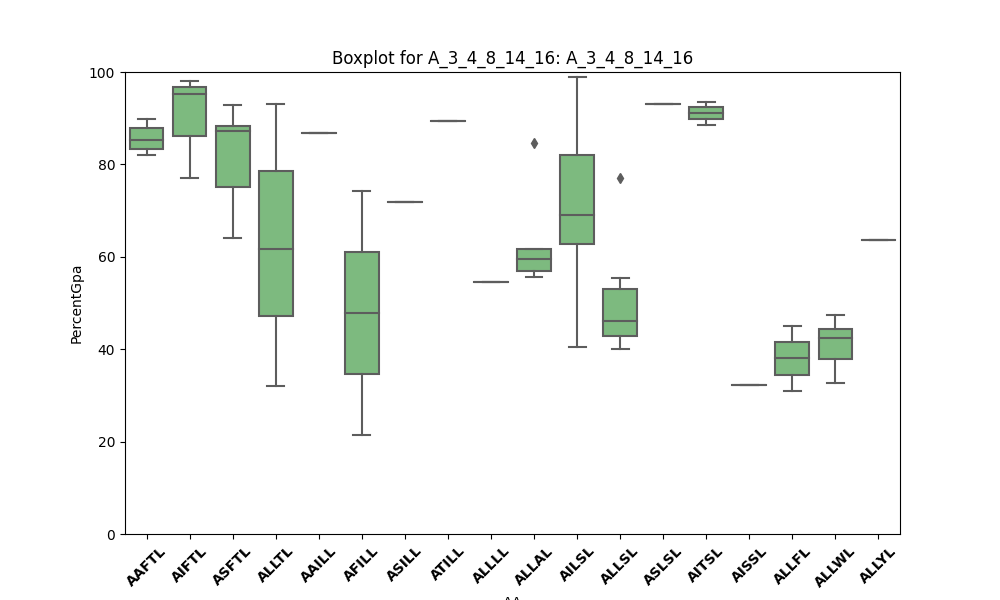 Boxplot for A_3_4_8_14_16: A_3_4_8_14_16
100
80
60
40
20
0
PercentGpa
AAFTL AIFTL ASFTL ALLTL AAILL AFILL ASILL ATILL ALLLL ALLAL AILSL ALLSL ASLSL AITSL AISSL ALLFL ALLWL ALLYL
AA